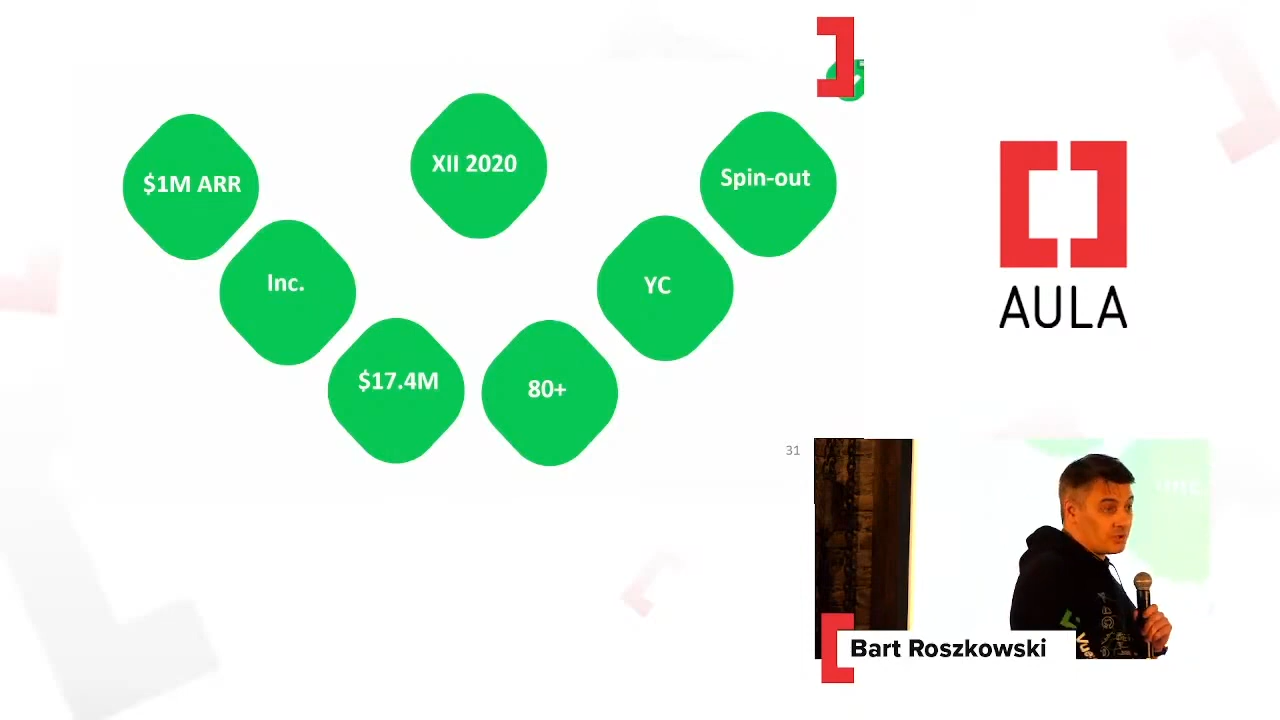 XII 2020
$1M ARR
Spin-out
Inc.
YC
$17.4M
80+
AULA
31
Bart Roszkowski